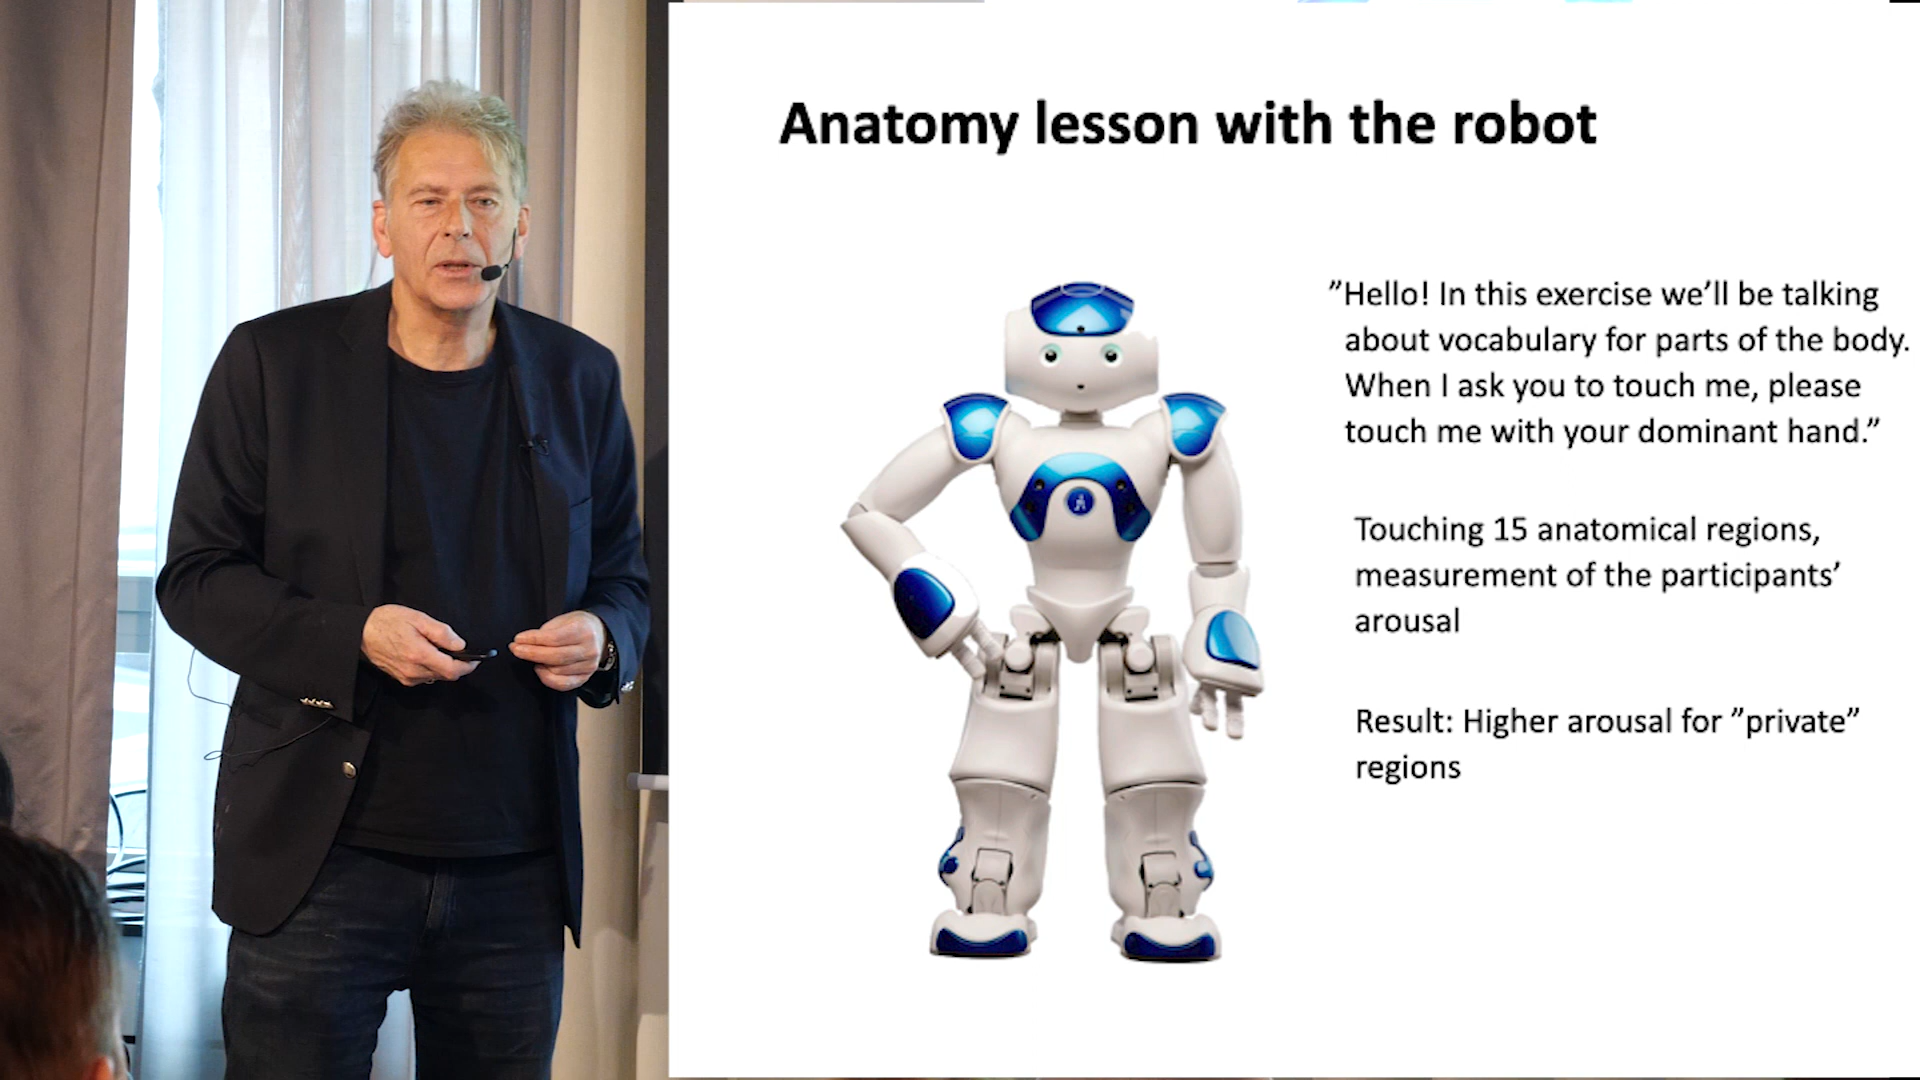 Anatomy lesson with the robot
”Hello! In this exercise we’ll be talking
about vocabulary for parts of the body.
When I ask you to touch me, please
touch me with your dominant hand.”
Touching 15 anatomical regions,
measurement of the participants’
arousal
Result: Higher arousal for ”private”
regions